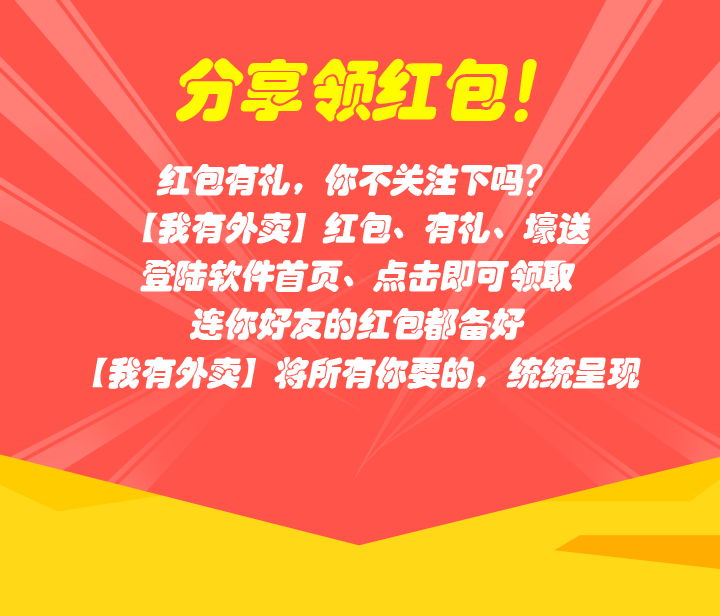 分享领红包!
红包有礼，你不关注下吗?
【我有外卖】红包、有礼、壕送
登陆软件首页、点击即可领取
连你好友的红包都备好
【我有外卖】将所有你要的，统统呈现